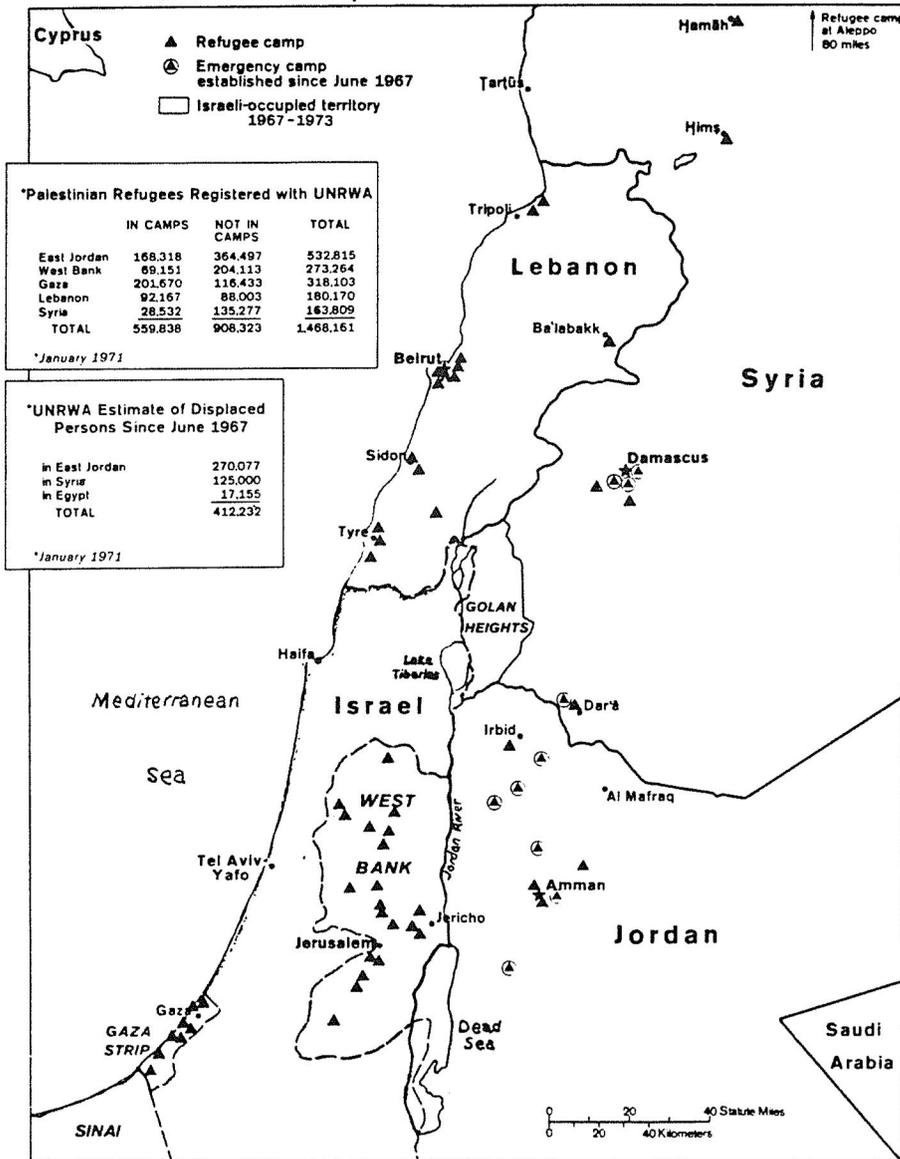 Cyprus
Refugee camp
Emergency camp
established since June 1967
Israeli-occupied territory
1967-1973
Ḥamāh
Refugee camp
at Aleppo
80 miles
Tartūs
Ḥimş
*Palestinian Refugees Registered with UNRWA
IN CAMPS NOT IN CAMPS TOTAL
East Jordan 168,318 364,497 532,815
West Bank 69,151 204,113 273,264
Gaza 201,670 116,433 318,103
Lebanon 92,167 88,003 180,170
Syria 28,532 135,277 163,809
TOTAL 559,838 908,323 1,468,161
*January 1971
*UNRWA Estimate of Displaced
Persons Since June 1967
in East Jordan 270,077
in Syria 125,000
in Egypt 17,155
TOTAL 412,232
*January 1971
Tripoli
Lebanon
Ba'labakk
Beirut
Syria
Sidon
Damascus
Tyre
GOLAN
HEIGHTS
Haifa
Lake
Tiberias
Mediterranean
Sea
Israel
Dar'ā
Irbid
Al Mafraq
WEST
BANK
Jordan River
Tel Aviv-
Yafo
Amman
Jericho
Jerusalem
Jordan
Gaza
GAZA
STRIP
Dead
Sea
Saudi
Arabia
SINAI
0 20 40 Statute Miles
0 20 40 Kilometers